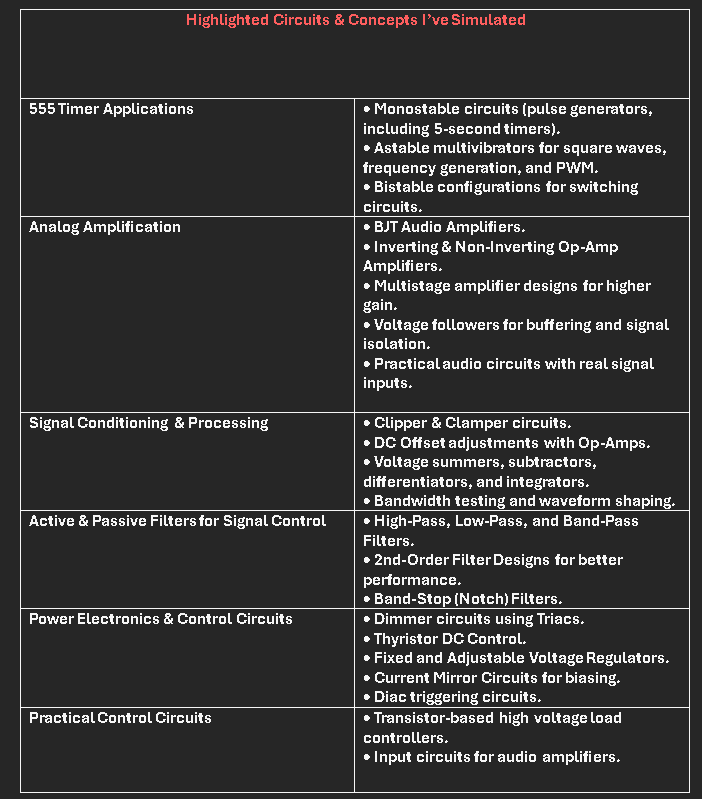 Highlighted Circuits & Concepts I've Simulated
555 Timer Applications
• Monostable circuits (pulse generators,
including 5-second timers).
• Astable multivibrators for square waves,
frequency generation, and PWM.
• Bistable configurations for switching
circuits.
Analog Amplification
• BJT Audio Amplifiers.
• Inverting & Non-Inverting Op-Amp
Amplifiers.
• Multistage amplifier designs for higher
gain.
• Voltage followers for buffering and signal
isolation.
• Practical audio circuits with real signal
inputs.
Signal Conditioning & Processing
• Clipper & Clamper circuits.
• DC Offset adjustments with Op-Amps.
• Voltage summers, subtractors,
differentiators, and integrators.
• Bandwidth testing and waveform shaping.
Active & Passive Filters for Signal Control
• High-Pass, Low-Pass, and Band-Pass
Filters.
• 2nd-Order Filter Designs for better
performance.
• Band-Stop (Notch) Filters.
Power Electronics & Control Circuits
• Dimmer circuits using Triacs.
• Thyristor DC Control.
• Fixed and Adjustable Voltage Regulators.
• Current Mirror Circuits for biasing.
• Diac triggering circuits.
Practical Control Circuits
• Transistor-based high voltage load
controllers.
• Input circuits for audio amplifiers.